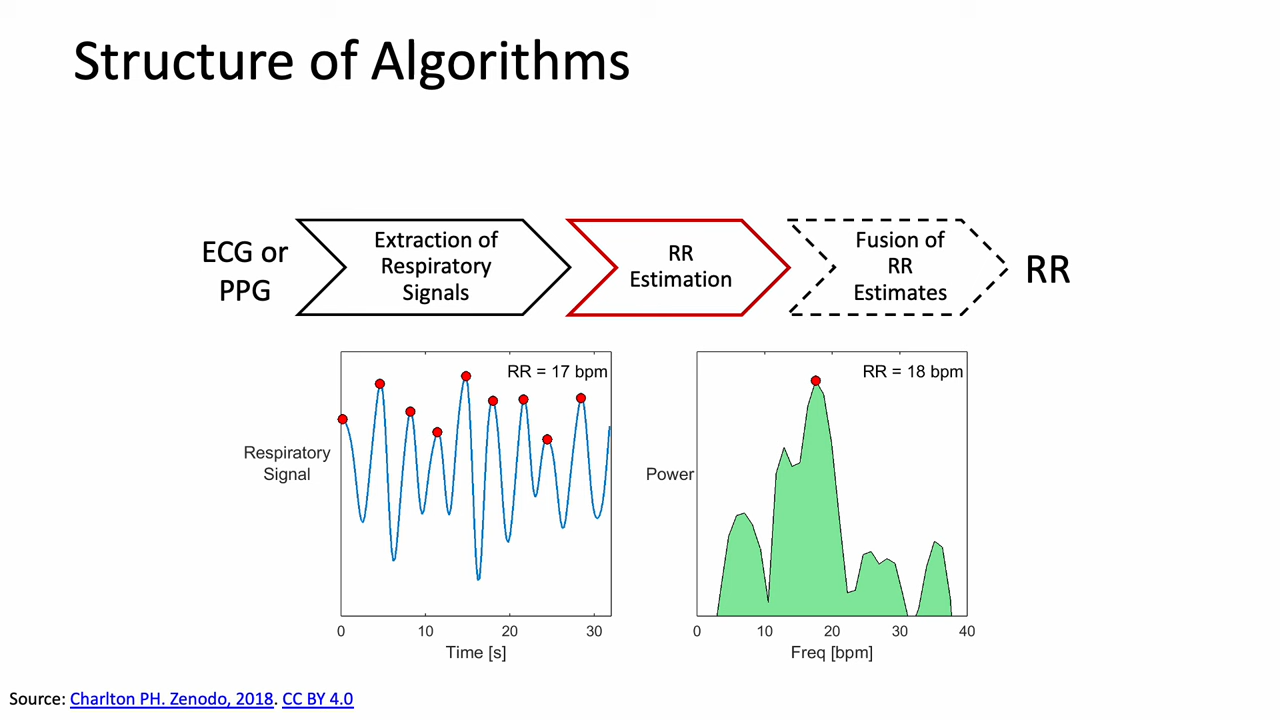 Structure of Algorithms
ECG or
PPG
Extraction of
Respiratory
Signals
RR
Estimation
Fusion of
RR
Estimates
RR
RR = 17 bpm
Respiratory
Signal
0 10 20 30
Time [s]
RR = 18 bpm
Power
0 10 20 30 40
Freq [bpm]
Source: Charlton PH. Zenodo, 2018. CC BY 4.0